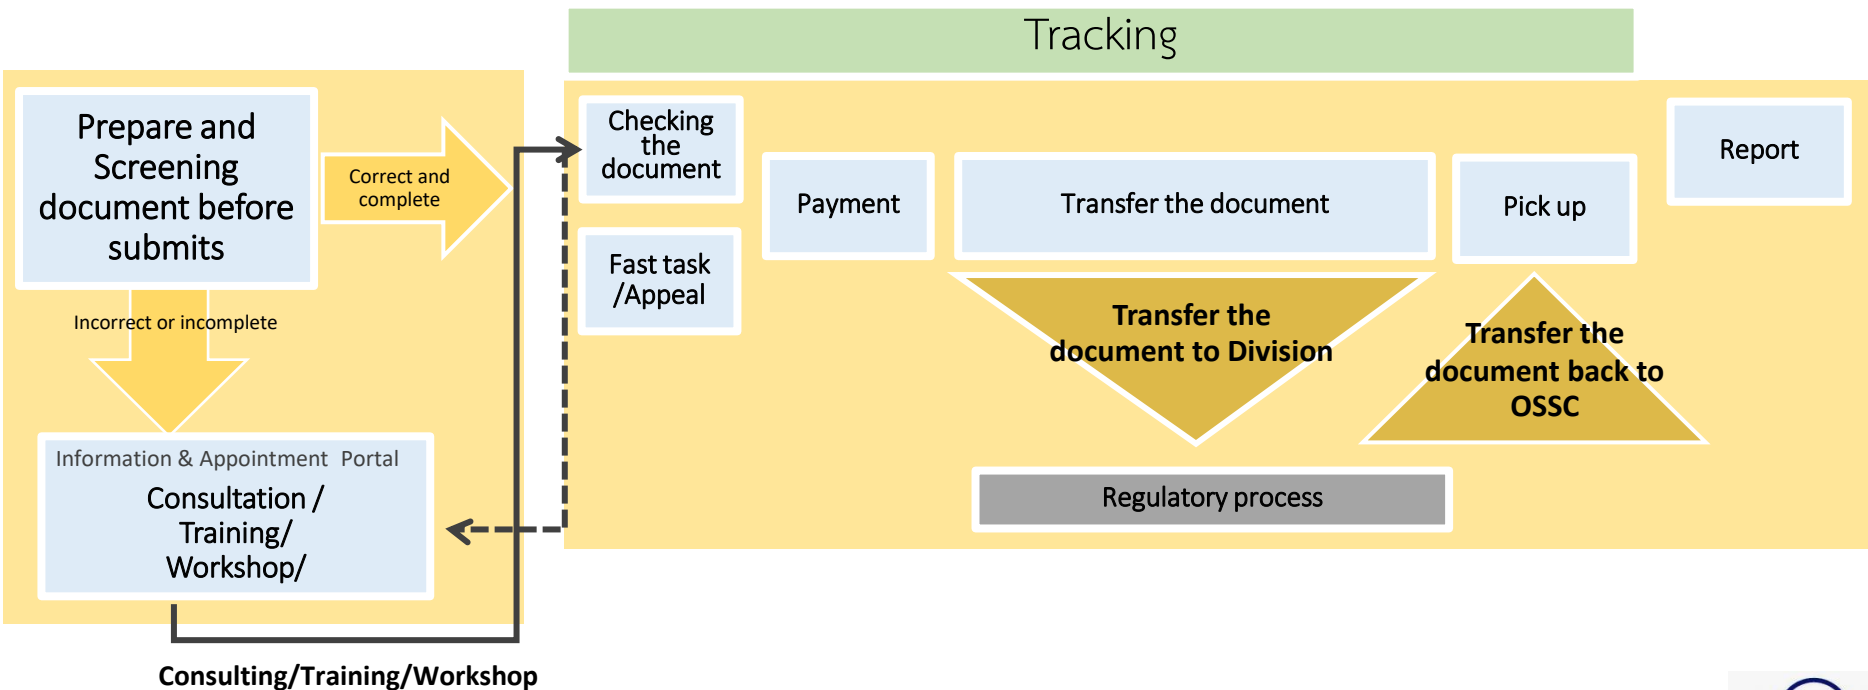 Tracking
Prepare and
Screening
document before
submits
Correct and
complete
Incorrect or incomplete
Information & Appointment Portal
Consultation /
Training/
Workshop/
Consulting/Training/Workshop
Checking
the
document
Fast task
/Appeal
Payment
Transfer the document
Transfer the
document to Division
Regulatory process
Pick up
Transfer the
document back to
OSSC
Report